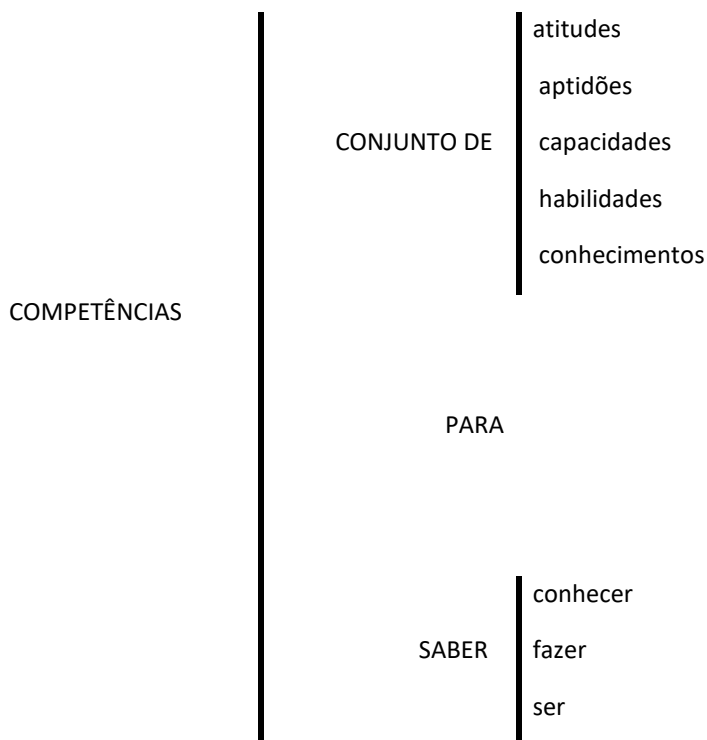 atitudes
aptidões
CONJUNTO DE capacidades
habilidades
conhecimentos
COMPETÊNCIAS
PARA
conhecer
SABER fazer
ser